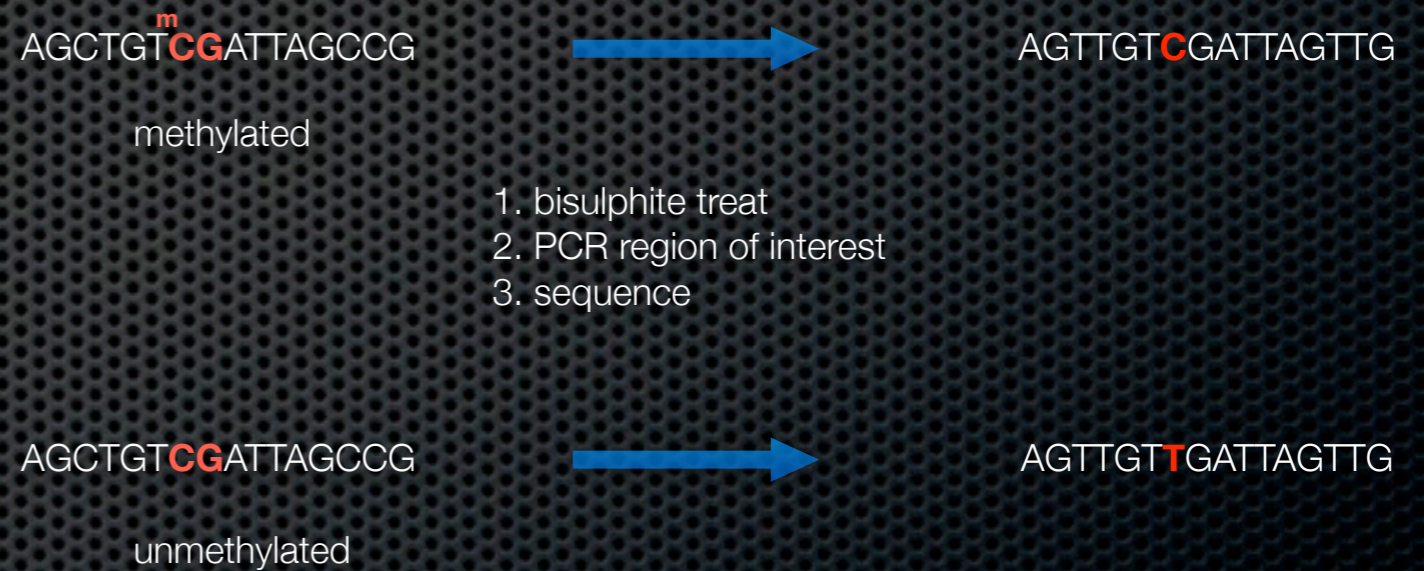 m
AGCTGTCGATTAGCCG
AGTTGTCGATTAGTTG
methylated
1. bisulphite treat
2. PCR region of interest
3. sequence
AGCTGTCGATTAGCCG
AGTTGTTGATTAGTTG
unmethylated